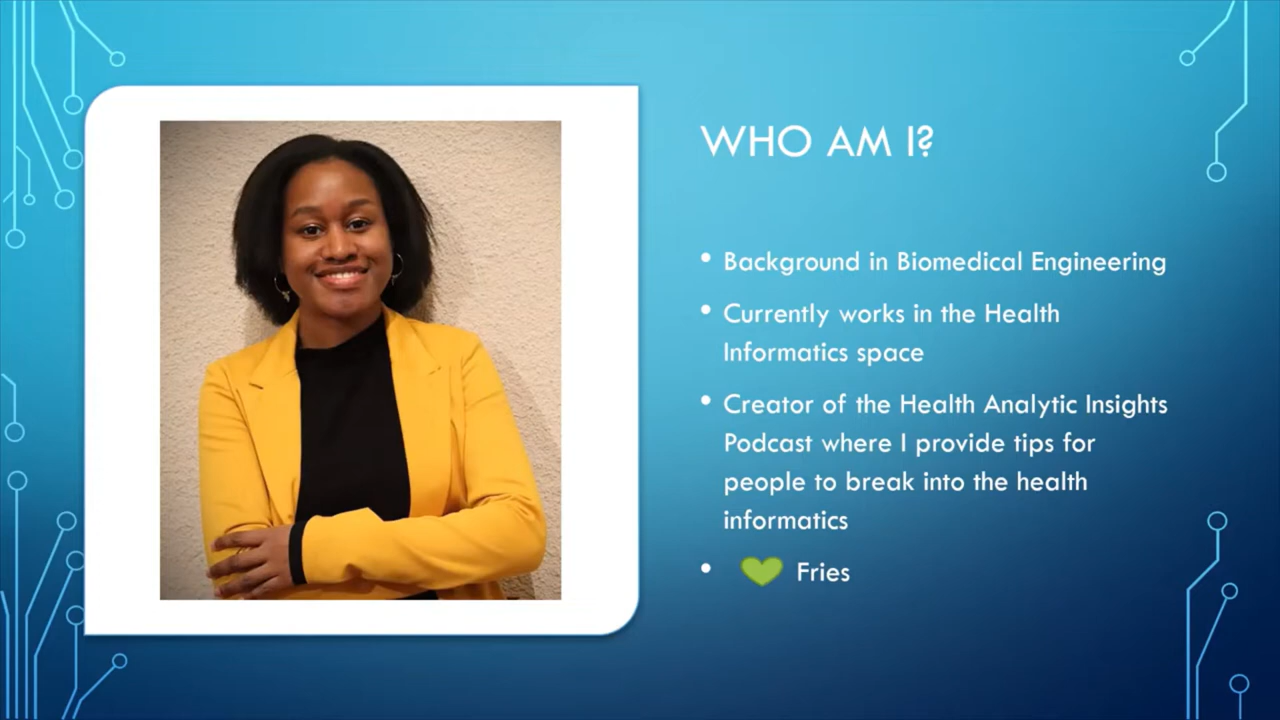 WHO AM I?
• Background in Biomedical Engineering
• Currently works in the Health
Informatics space
• Creator of the Health Analytic Insights
Podcast where I provide tips for
people to break into the health
informatics
• 💚 Fries